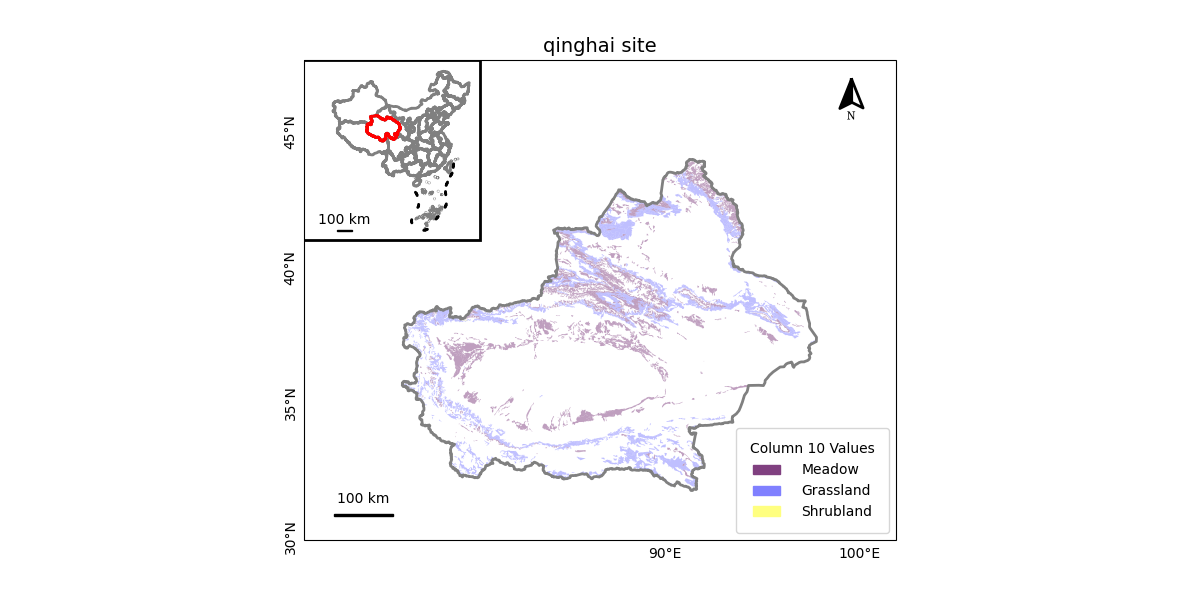 qinghai site
100 km
N
45°N
40°N
35°N
30°N
100 km
Column 10 Values
Meadow
Grassland
Shrubland
90°E
100°E